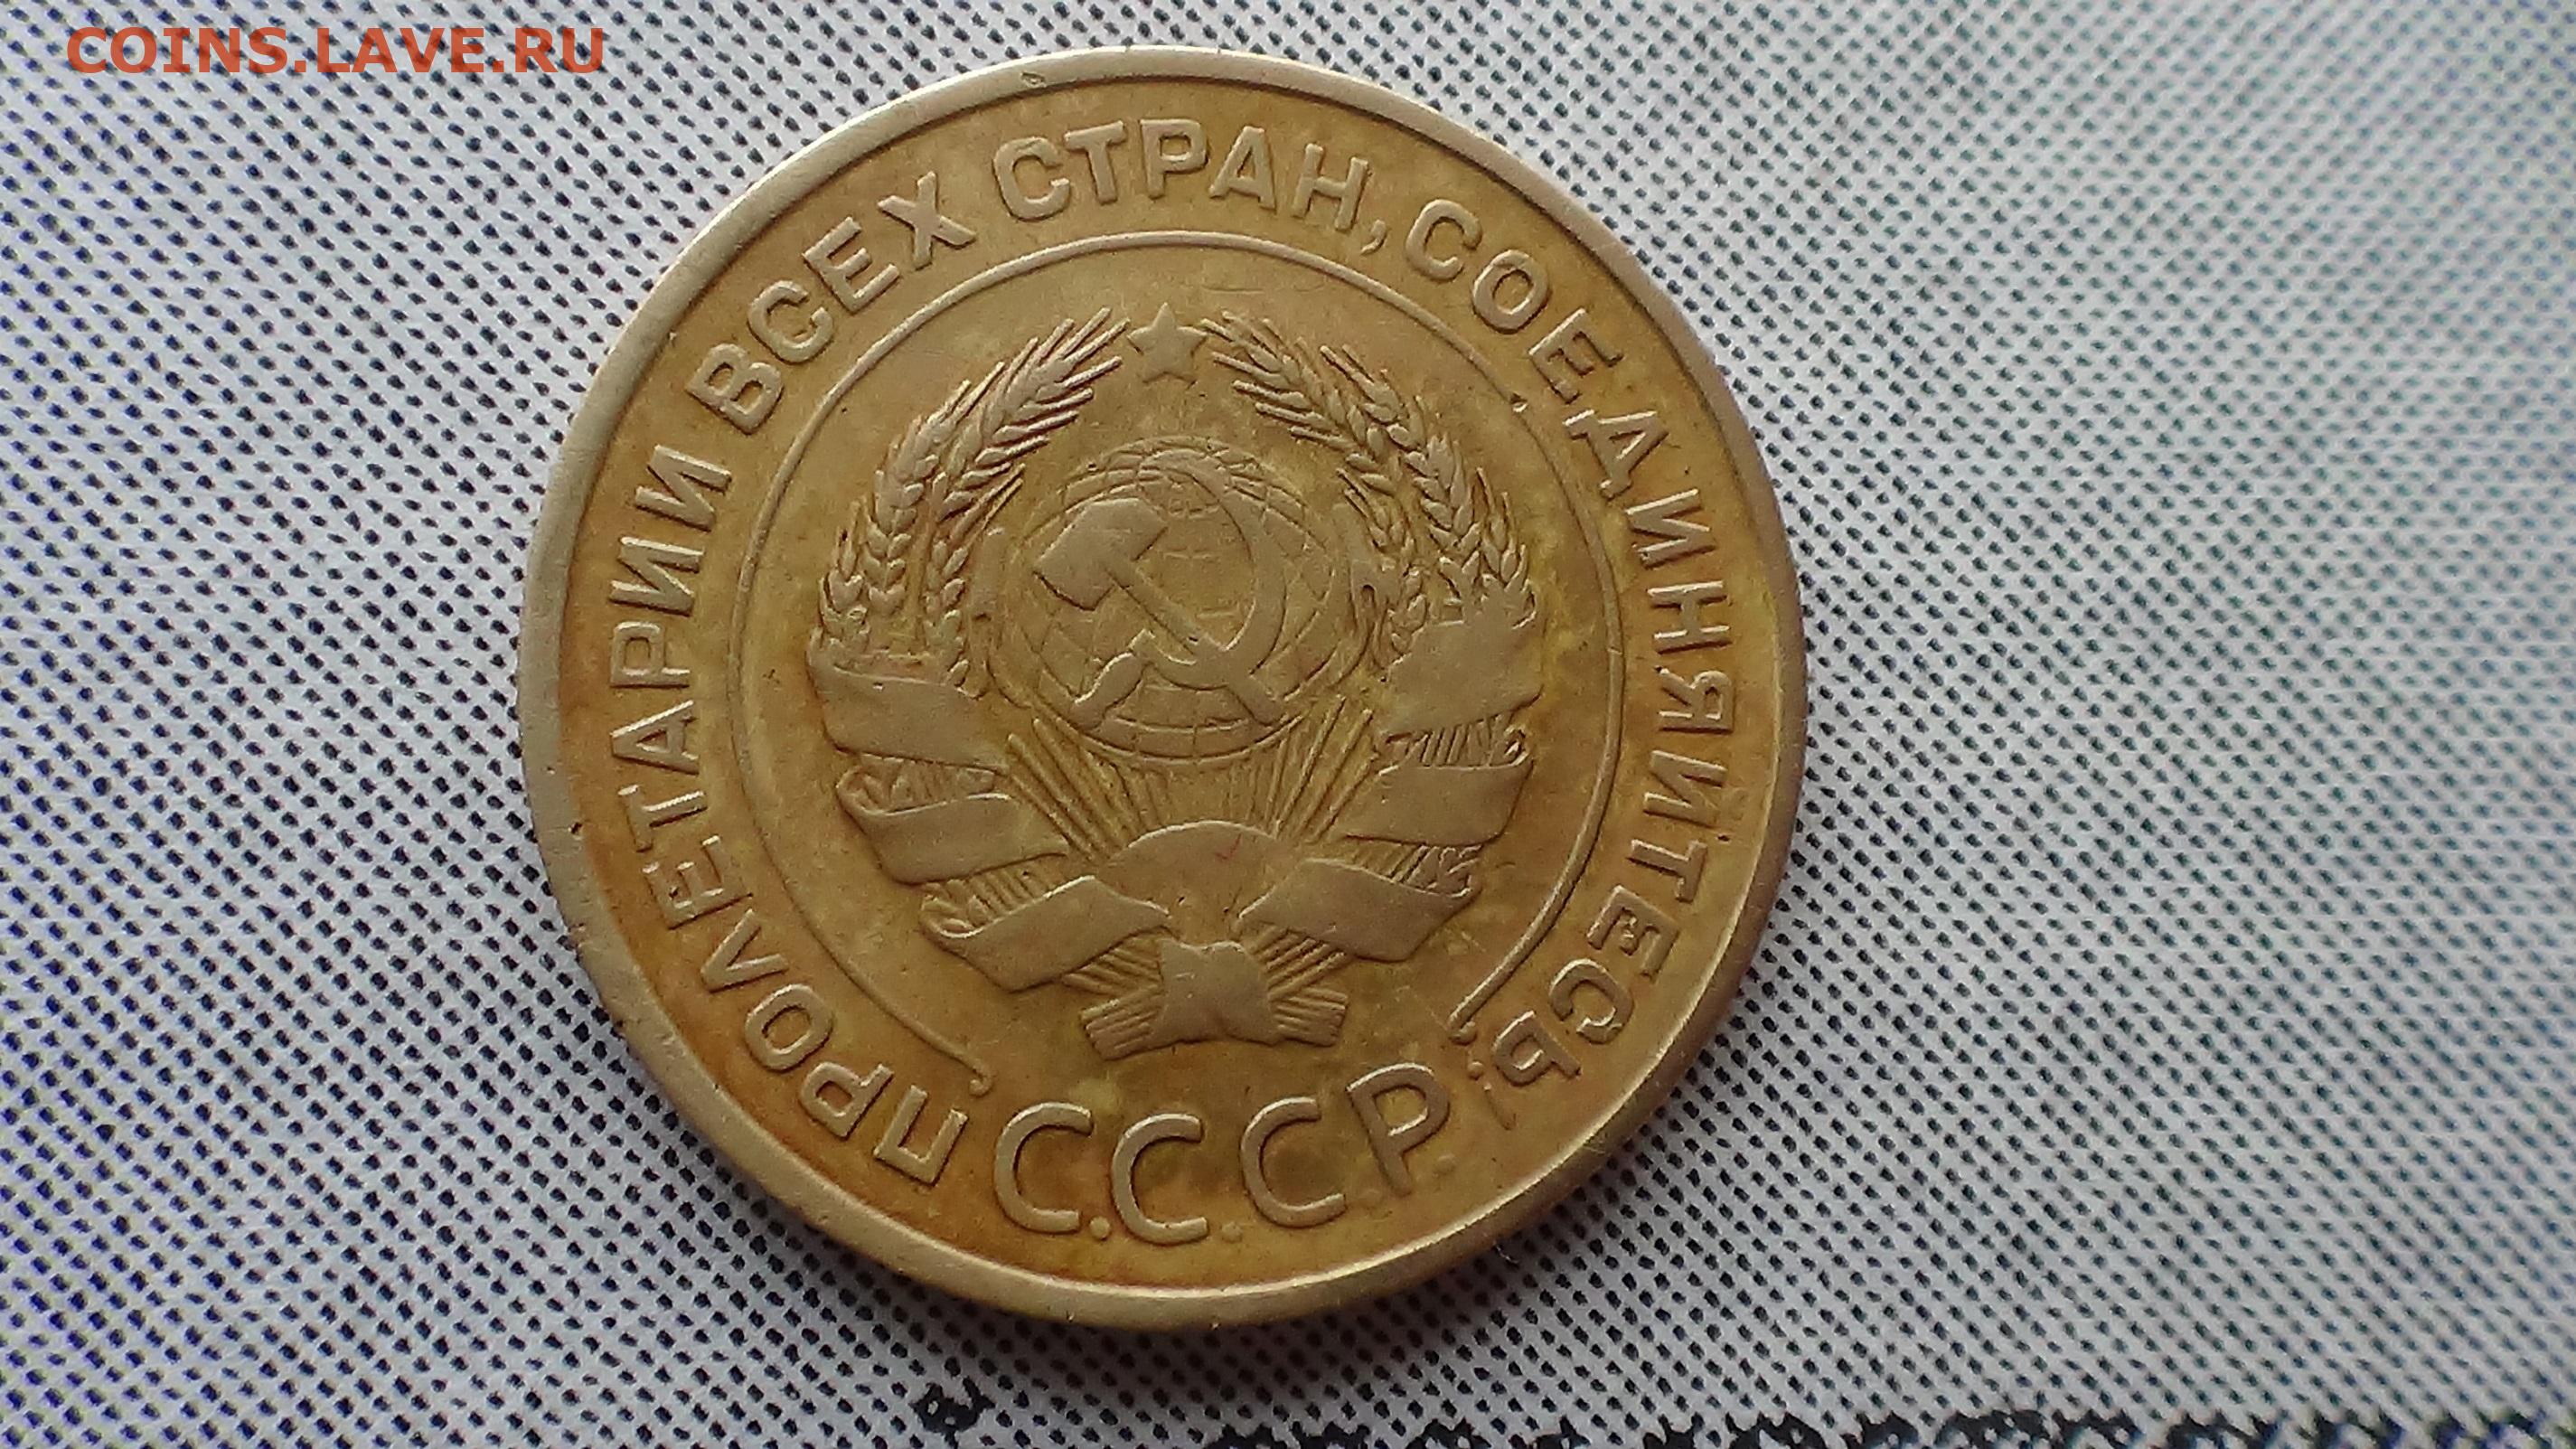 COINS.LAVE.RU
ПРОЛЕТАРИИ ВСЕХ СТРАН, СОЕДИНЯЙТЕСЬ!
С.С.С.Р.